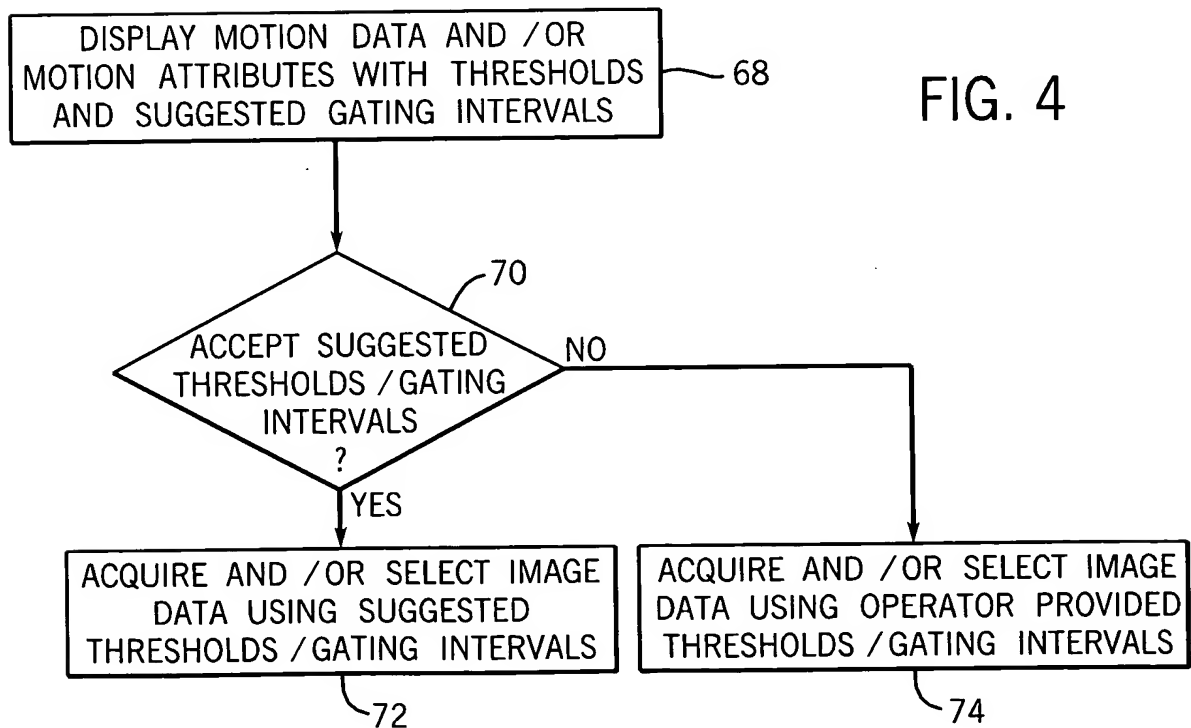 DISPLAY MOTION DATA AND / OR
MOTION ATTRIBUTES WITH THRESHOLDS
AND SUGGESTED GATING INTERVALS
68
FIG. 4
70
ACCEPT SUGGESTED
THRESHOLDS / GATING
INTERVALS
?
NO
YES
ACQUIRE AND / OR SELECT IMAGE
DATA USING SUGGESTED
THRESHOLDS / GATING INTERVALS
72
ACQUIRE AND / OR SELECT IMAGE
DATA USING OPERATOR PROVIDED
THRESHOLDS / GATING INTERVALS
74